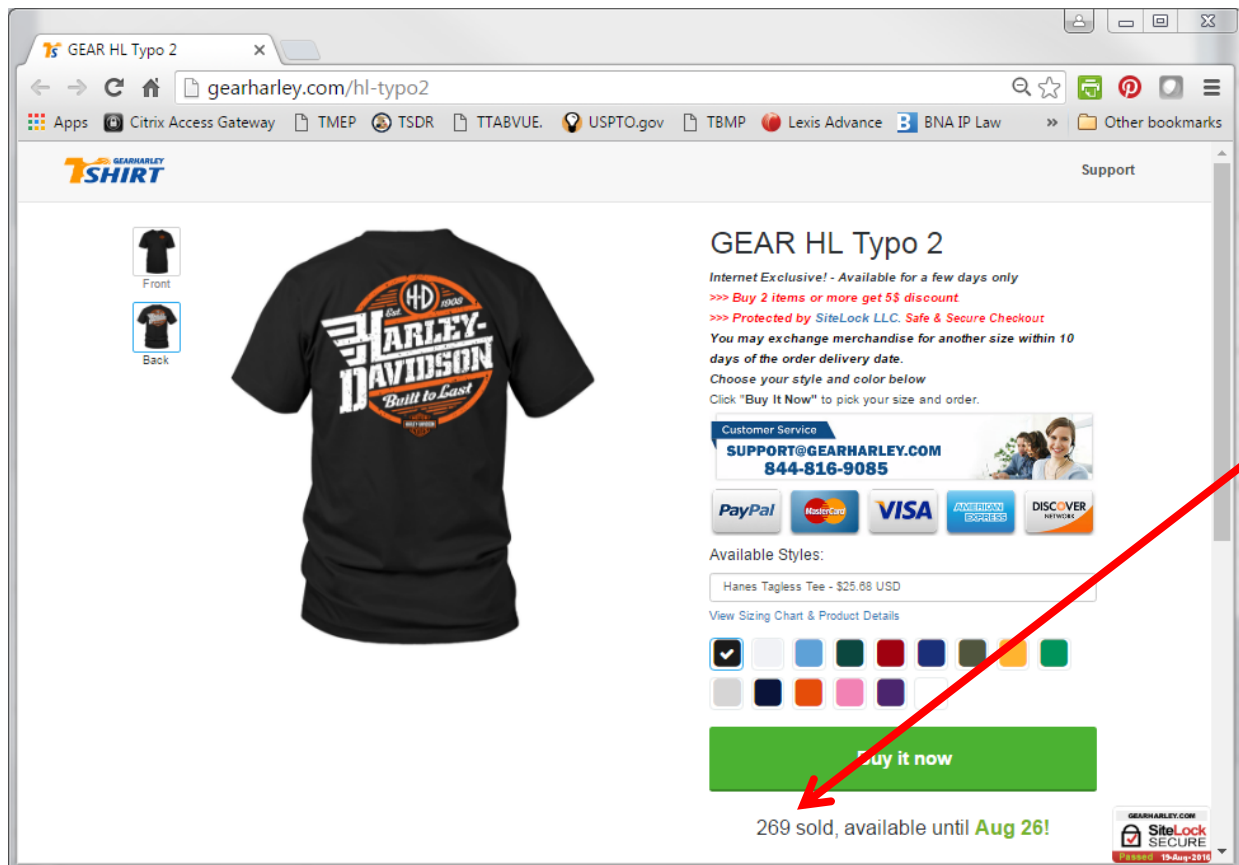 GEAR HL Typo 2
gearharley.com/hl-typo2
Apps Citrix Access Gateway TMEP TSDR TTABVUE. USPTO.gov TBMP Lexis Advance BNA IP Law » Other bookmarks
GEARHARLEY
TSHIRT
Support
Front
Back
H-D
Est. 1903
HARLEY-
DAVIDSON
Built to Last
HARLEY-DAVIDSON
GEAR HL Typo 2
Internet Exclusive! - Available for a few days only
>>> Buy 2 items or more get 5$ discount
>>> Protected by SiteLock LLC. Safe & Secure Checkout
You may exchange merchandise for another size within 10
days of the order delivery date.
Choose your style and color below
Click "Buy It Now" to pick your size and order.
Customer Service
SUPPORT@GEARHARLEY.COM
844-816-9085
PayPal MasterCard VISA AMERICAN EXPRESS DISCOVER NETWORK
Available Styles:
Hanes Tagless Tee - $25.68 USD
View Sizing Chart & Product Details
Buy it now
269 sold, available until Aug 26!
GEARHARLEY.COM
SiteLock
SECURE
Passed 19-Aug-2016